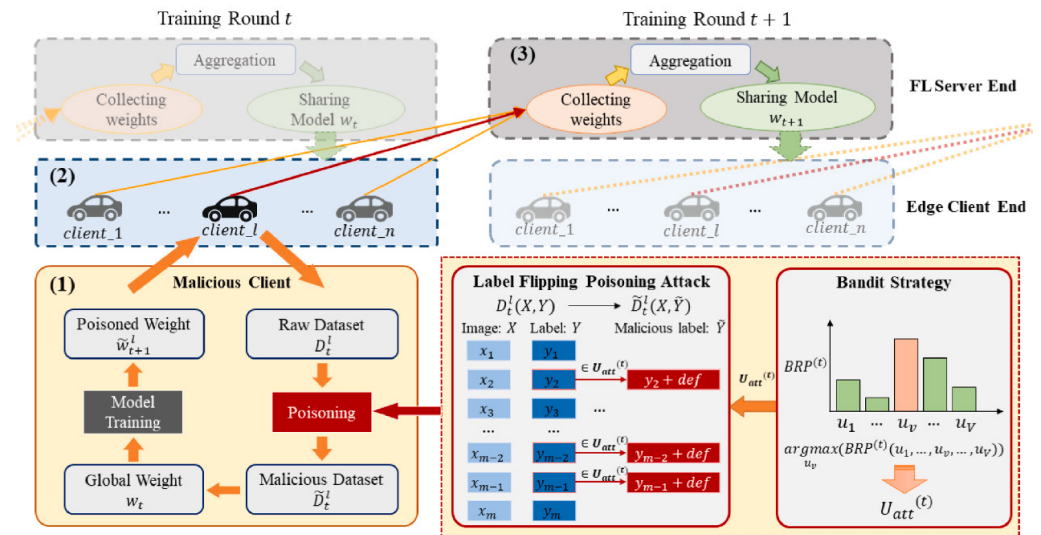 Training Round t
Training Round t + 1
Aggregation
Collecting
weights
Sharing
Model w_t
(3)
Aggregation
Collecting
weights
Sharing Model
w_{t+1}
FL Server End
(2)
client_1
...
client_l
...
client_n
client_1
...
client_l
...
client_n
Edge Client End
(1)
Malicious Client
Poisoned Weight
w̃^l_{t+1}
Raw Dataset
D^l_t
Model
Training
Poisoning
Global Weight
w_t
Malicious Dataset
D̃^l_t
Label Flipping Poisoning Attack
D^l_t(X,Y) → D̃^l_t(X,Ỹ)
Image: X Label: Y Malicious label: Ỹ
x_1 y_1
x_2 y_2 ∈ U_att^(t) y_2 + def
x_3 y_3 ...
... ...
x_{m−2} y_{m−2} ∈ U_att^(t) y_{m−2} + def
x_{m−1} y_{m−1} ∈ U_att^(t) y_{m−1} + def
x_m y_m
U_att^(t)
Bandit Strategy
BRP^(t)
u_1 ... u_v ... u_V
argmax(BRP^(t)(u_1, ..., u_v, ..., u_V))
u_v
U_att^(t)